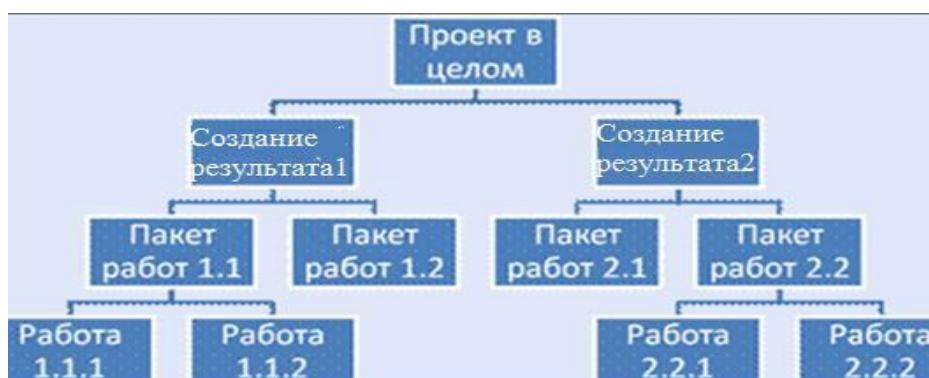 Проект в
целом
Создание
результата1
Создание
результата2
Пакет
работ 1.1
Пакет
работ 1.2
Пакет
работ 2.1
Пакет
работ 2.2
Работа
1.1.1
Работа
1.1.2
Работа
2.2.1
Работа
2.2.2